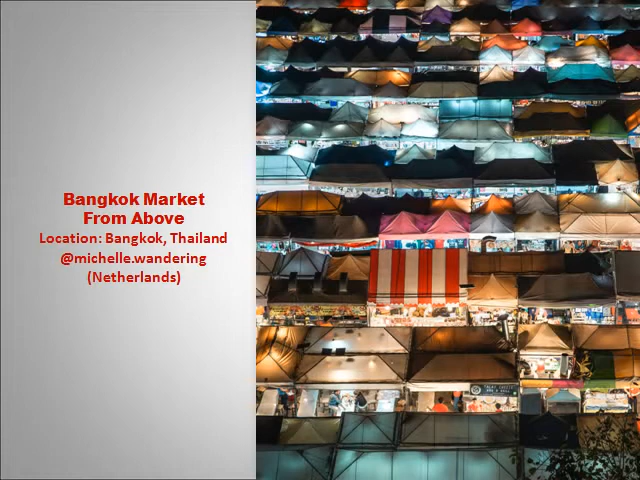 Bangkok Market
From Above
Location: Bangkok, Thailand
@michelle.wandering
(Netherlands)